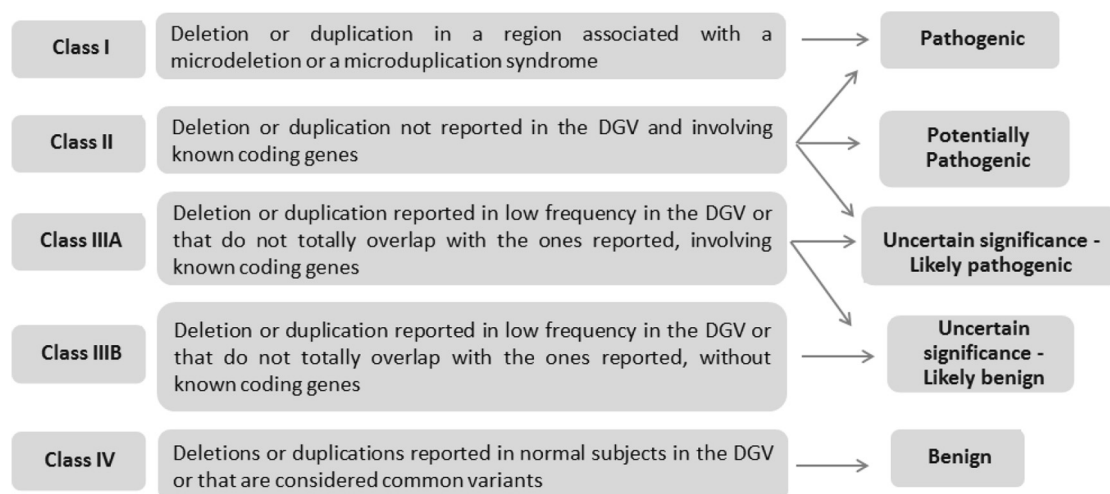 Class I
Deletion or duplication in a region associated with a
microdeletion or a microduplication syndrome
Pathogenic
Class II
Deletion or duplication not reported in the DGV and involving
known coding genes
Potentially
Pathogenic
Class IIIA
Deletion or duplication reported in low frequency in the DGV or
that do not totally overlap with the ones reported, involving
known coding genes
Uncertain significance -
Likely pathogenic
Class IIIB
Deletion or duplication reported in low frequency in the DGV or
that do not totally overlap with the ones reported, without
known coding genes
Uncertain
significance -
Likely benign
Class IV
Deletions or duplications reported in normal subjects in the DGV
or that are considered common variants
Benign